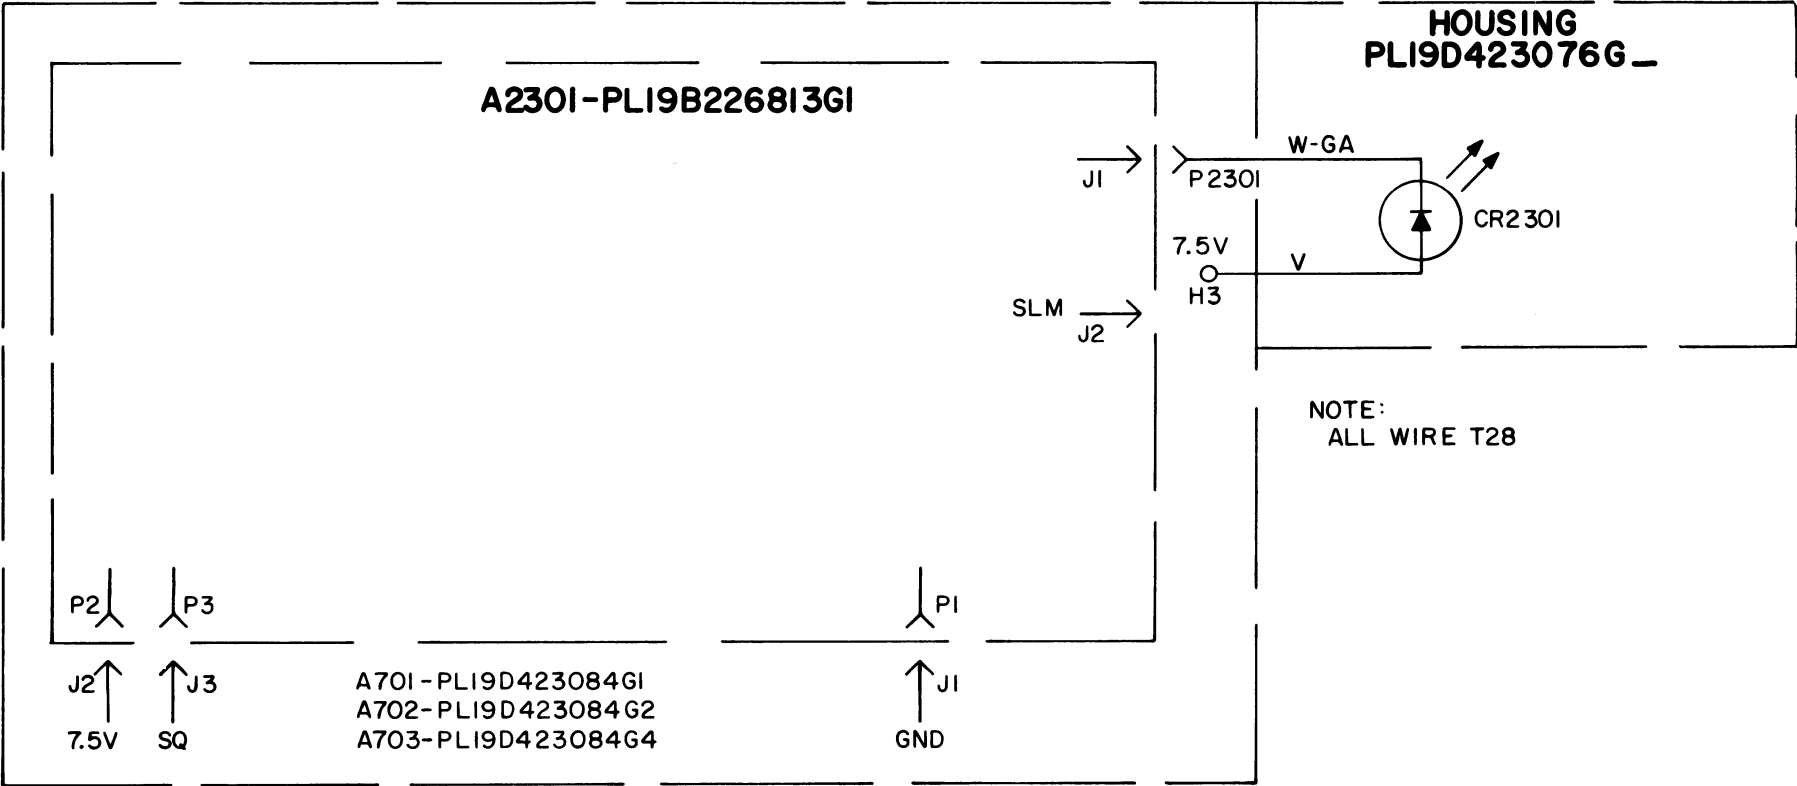 HOUSING
PL19D423076G_
A2301-PL19B226813G1
W-GA
J1
P2301
CR2301
7.5V
V
H3
SLM
J2
NOTE:
ALL WIRE T28
P2
P3
P1
J2
J3
J1
A701-PL19D423084G1
A702-PL19D423084G2
A703-PL19D423084G4
7.5V
SQ
GND